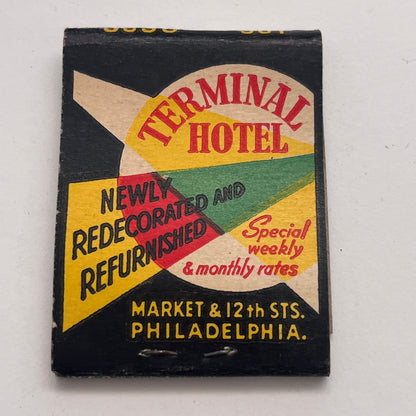 TERMINAL
HOTEL
NEWLY
REDECORATED AND
REFURNISHED
Special
weekly
& monthly rates
MARKET & 12th STS.
PHILADELPHIA.